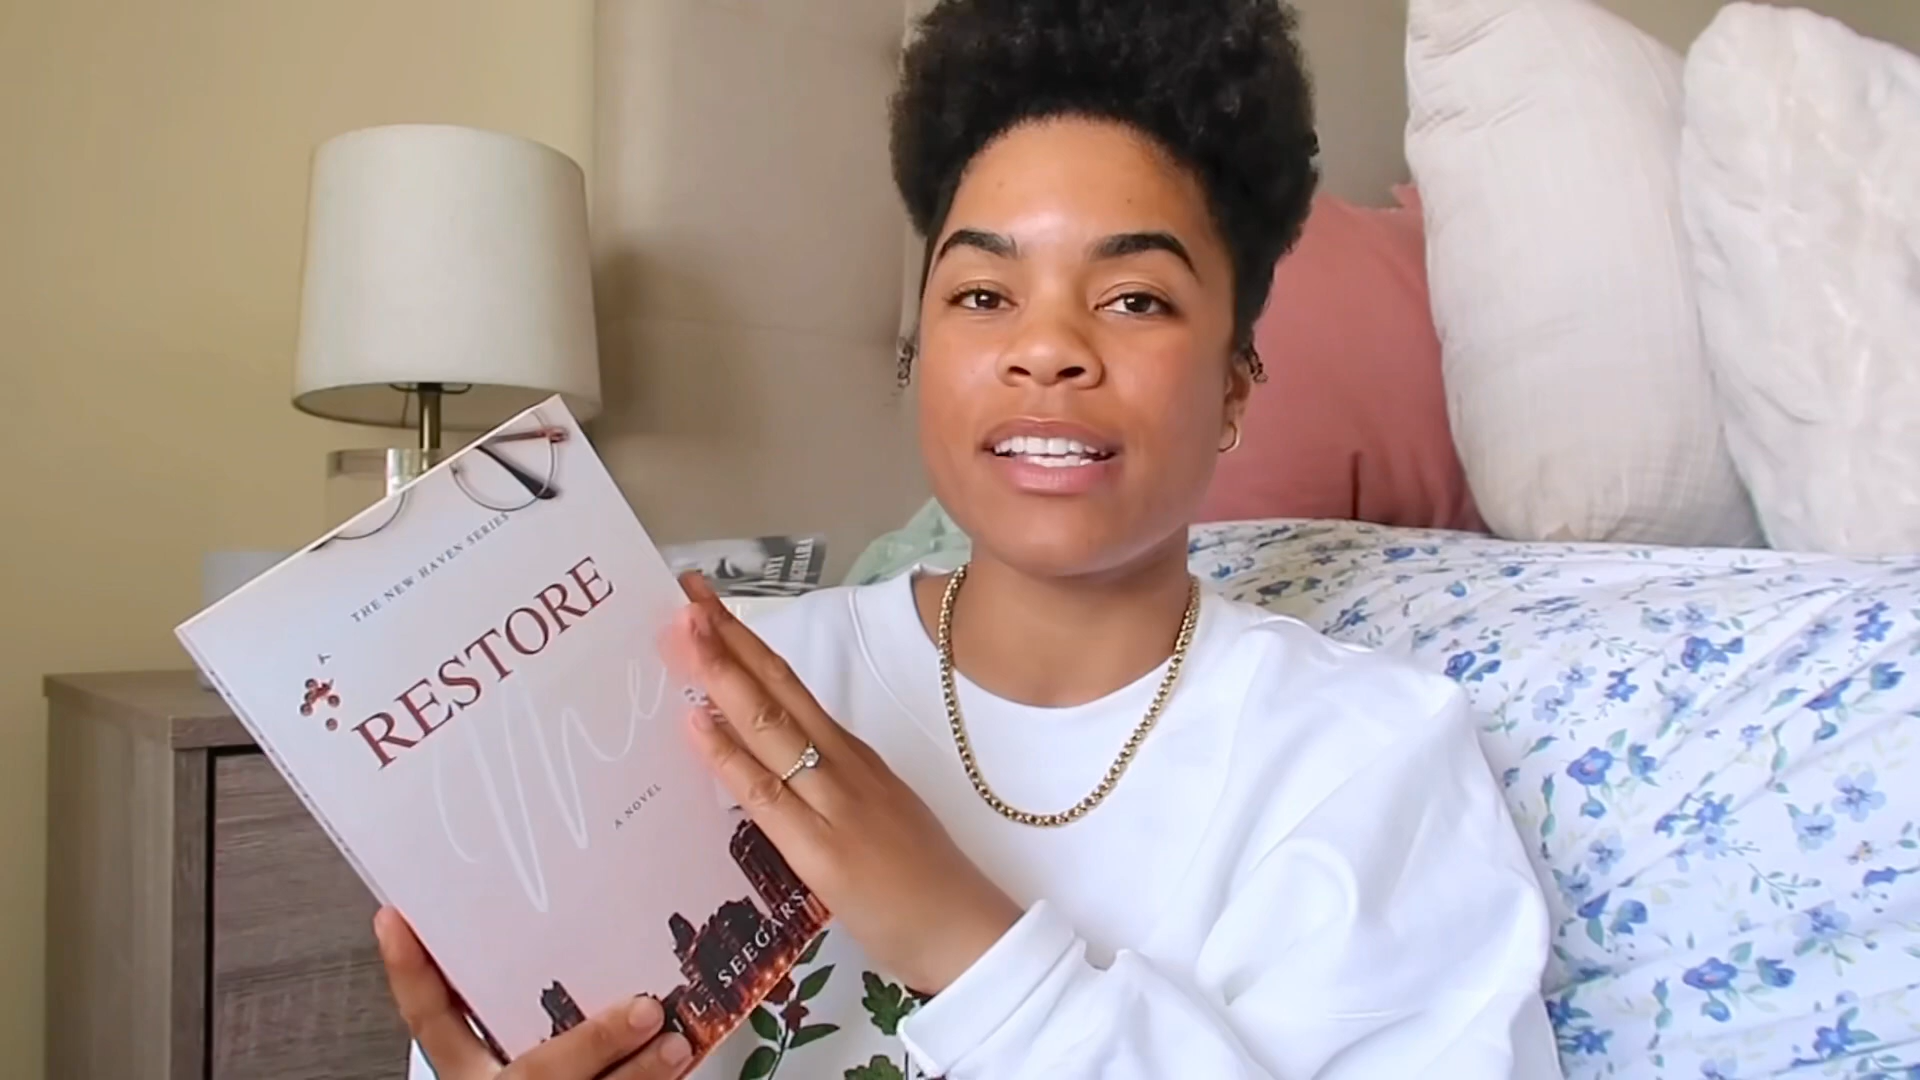 THE NEW HAVEN SERIES
RESTORE
Me
A NOVEL
J.L. SEEGARS